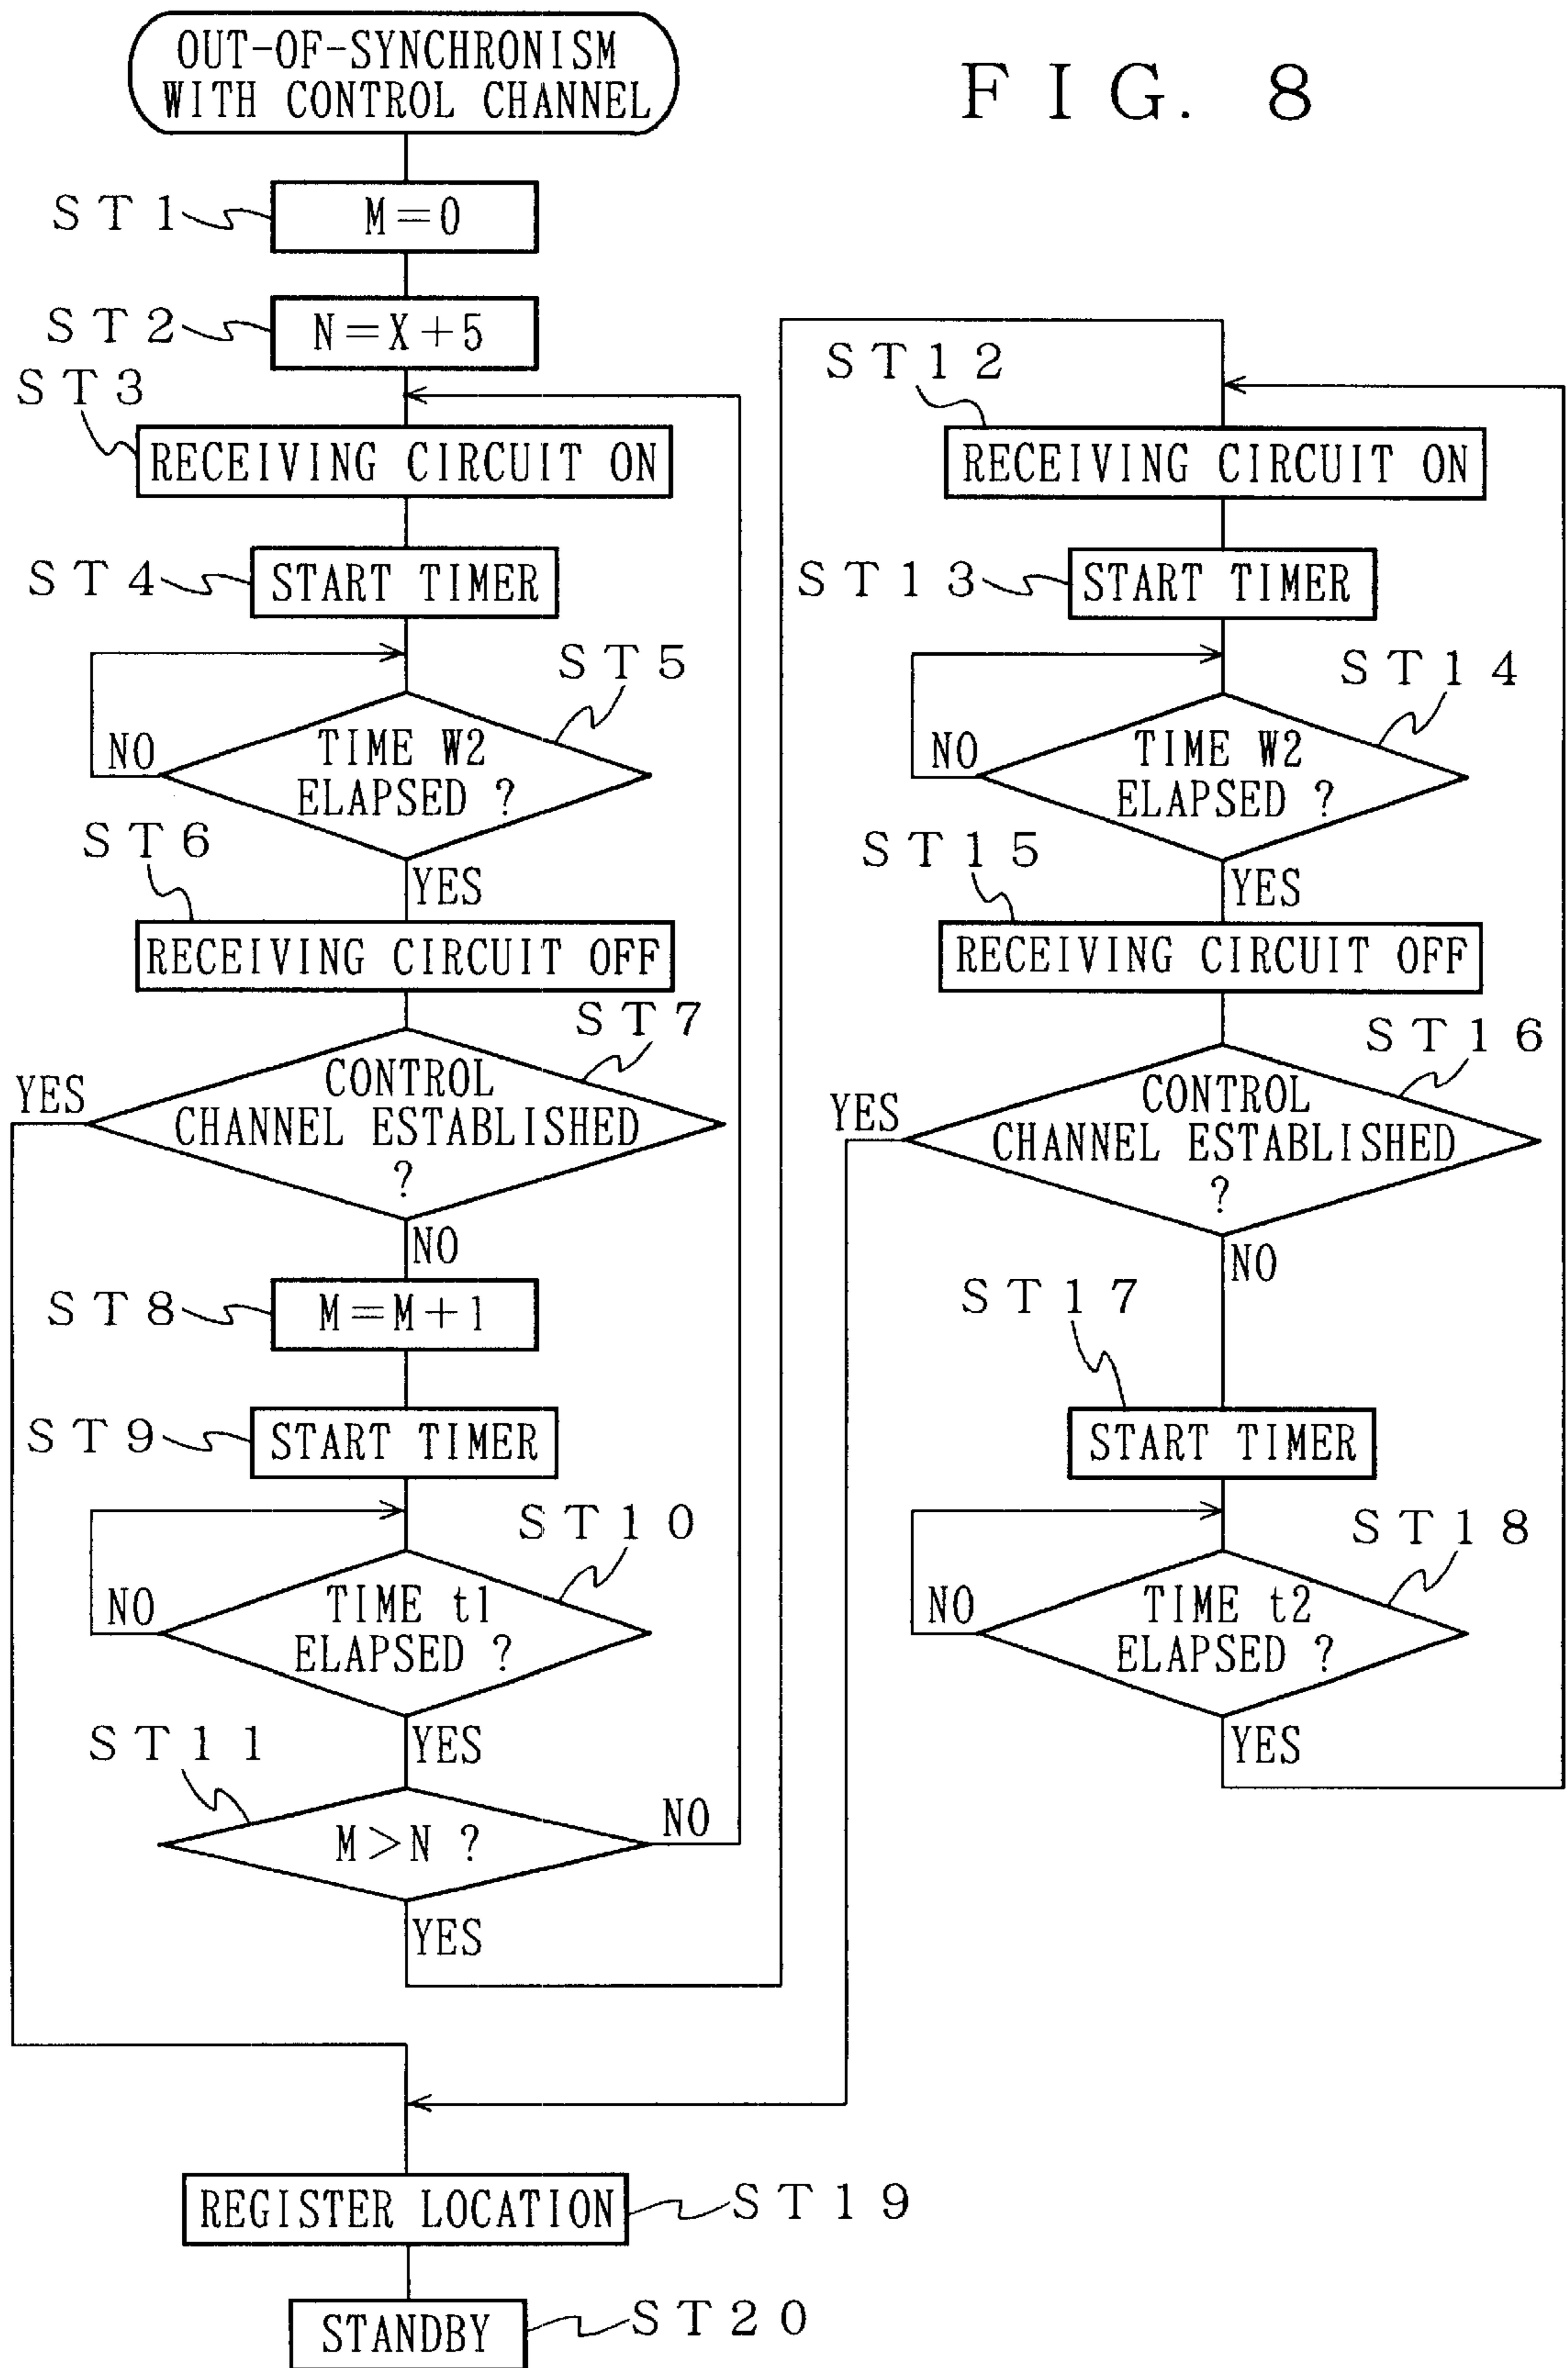 FIG. 8
OUT-OF-SYNCHRONISM
WITH CONTROL CHANNEL
ST1
M=0
ST2
N=X+5
ST3
RECEIVING CIRCUIT ON
ST4
START TIMER
ST5
TIME W2
ELAPSED ?
NO
YES
ST6
RECEIVING CIRCUIT OFF
ST7
CONTROL
CHANNEL ESTABLISHED
?
YES
NO
ST8
M=M+1
ST9
START TIMER
ST10
TIME t1
ELAPSED ?
NO
YES
ST11
M>N ?
NO
YES
ST12
RECEIVING CIRCUIT ON
ST13
START TIMER
ST14
TIME W2
ELAPSED ?
NO
YES
ST15
RECEIVING CIRCUIT OFF
ST16
CONTROL
CHANNEL ESTABLISHED
?
YES
NO
ST17
START TIMER
ST18
TIME t2
ELAPSED ?
NO
YES
REGISTER LOCATION
ST19
STANDBY
ST20